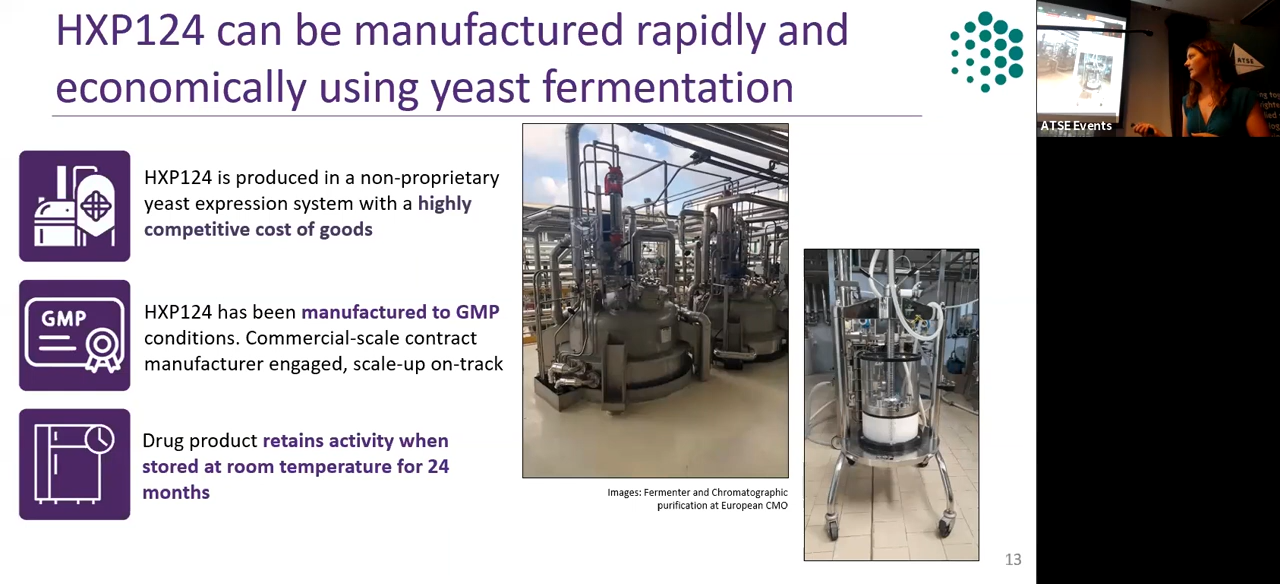 HXP124 can be manufactured rapidly and
economically using yeast fermentation
HXP124 is produced in a non-proprietary
yeast expression system with a highly
competitive cost of goods
GMP
HXP124 has been manufactured to GMP
conditions. Commercial-scale contract
manufacturer engaged, scale-up on-track
Drug product retains activity when
stored at room temperature for 24
months
Images: Fermenter and Chromatographic
purification at European CMO
13
ATSE
ATSE Events